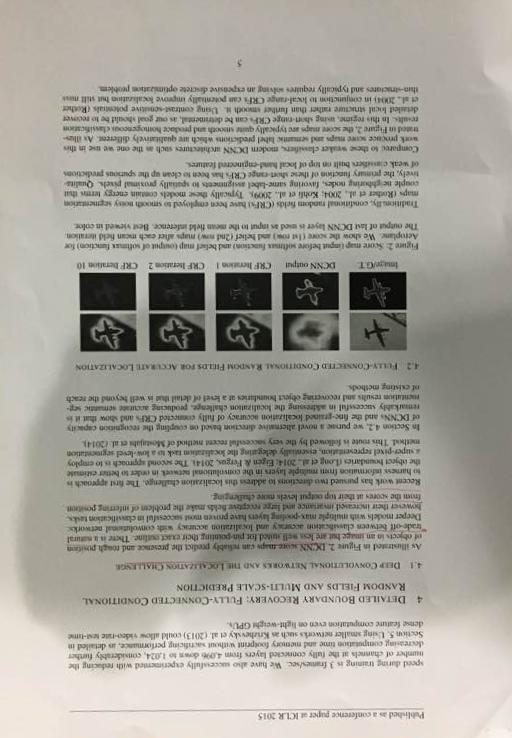 Published as a conference paper at ICLR 2015
speed during training is 3 frames/sec. We have also successfully experimented with reducing the
number of channels at the fully connected layers from 4,096 down to 1,024, considerably further
decreasing computation time and memory footprint without sacrificing performance, as detailed in
Section 5. Using smaller networks such as Krizhevsky et al. (2013) could allow video-rate test-time
dense feature computation even on light-weight GPUs.
4 DETAILED BOUNDARY RECOVERY: FULLY-CONNECTED CONDITIONAL
RANDOM FIELDS AND MULTI-SCALE PREDICTION
4.1 DEEP CONVOLUTIONAL NETWORKS AND THE LOCALIZATION CHALLENGE
As illustrated in Figure 2, DCNN score maps can reliably predict the presence and rough position
of objects in an image but are less well suited for pin-pointing their exact outline. There is a natural
trade-off between classification accuracy and localization accuracy with convolutional networks:
Deeper models with multiple max-pooling layers have proven most successful in classification tasks,
however their increased invariance and large receptive fields make the problem of inferring position
from the scores at their top output levels more challenging.
Recent work has pursued two directions to address this localization challenge. The first approach is
to harness information from multiple layers in the convolutional network in order to better estimate
the object boundaries (Long et al., 2014; Eigen & Fergus, 2014). The second approach is to employ
a super-pixel representation, essentially delegating the localization task to a low-level segmentation
method. This route is followed by the very successful recent method of Mostajabi et al. (2014).
In Section 4.2, we pursue a novel alternative direction based on coupling the recognition capacity
of DCNNs and the fine-grained localization accuracy of fully connected CRFs and show that it is
remarkably successful in addressing the localization challenge, producing accurate semantic seg-
mentation results and recovering object boundaries at a level of detail that is well beyond the reach
of existing methods.
4.2 FULLY-CONNECTED CONDITIONAL RANDOM FIELDS FOR ACCURATE LOCALIZATION
Image/G.T. DCNN output CRF Iteration 1 CRF Iteration 2 CRF Iteration 10
Figure 2: Score map (input before softmax function) and belief map (output of softmax function) for
Aeroplane. We show the score (1st row) and belief (2nd row) maps after each mean field iteration.
The output of last DCNN layer is used as input to the mean field inference. Best viewed in color.
Traditionally, conditional random fields (CRFs) have been employed to smooth noisy segmentation
maps (Rother et al., 2004; Kohli et al., 2009). Typically these models contain energy terms that
couple neighboring nodes, favoring same-label assignments to spatially proximal pixels. Qualita-
tively, the primary function of these short-range CRFs has been to clean up the spurious predictions
of weak classifiers built on top of local hand-engineered features.
Compared to these weaker classifiers, modern DCNN architectures such as the one we use in this
work produce score maps and semantic label predictions which are qualitatively different. As illus-
trated in Figure 2, the score maps are typically quite smooth and produce homogeneous classification
results. In this regime, using short-range CRFs can be detrimental, as our goal should be to recover
detailed local structure rather than further smooth it. Using contrast-sensitive potentials (Rother
et al., 2004) in conjunction to local-range CRFs can potentially improve localization but still miss
thin-structures and typically requires solving an expensive discrete optimization problem.
5